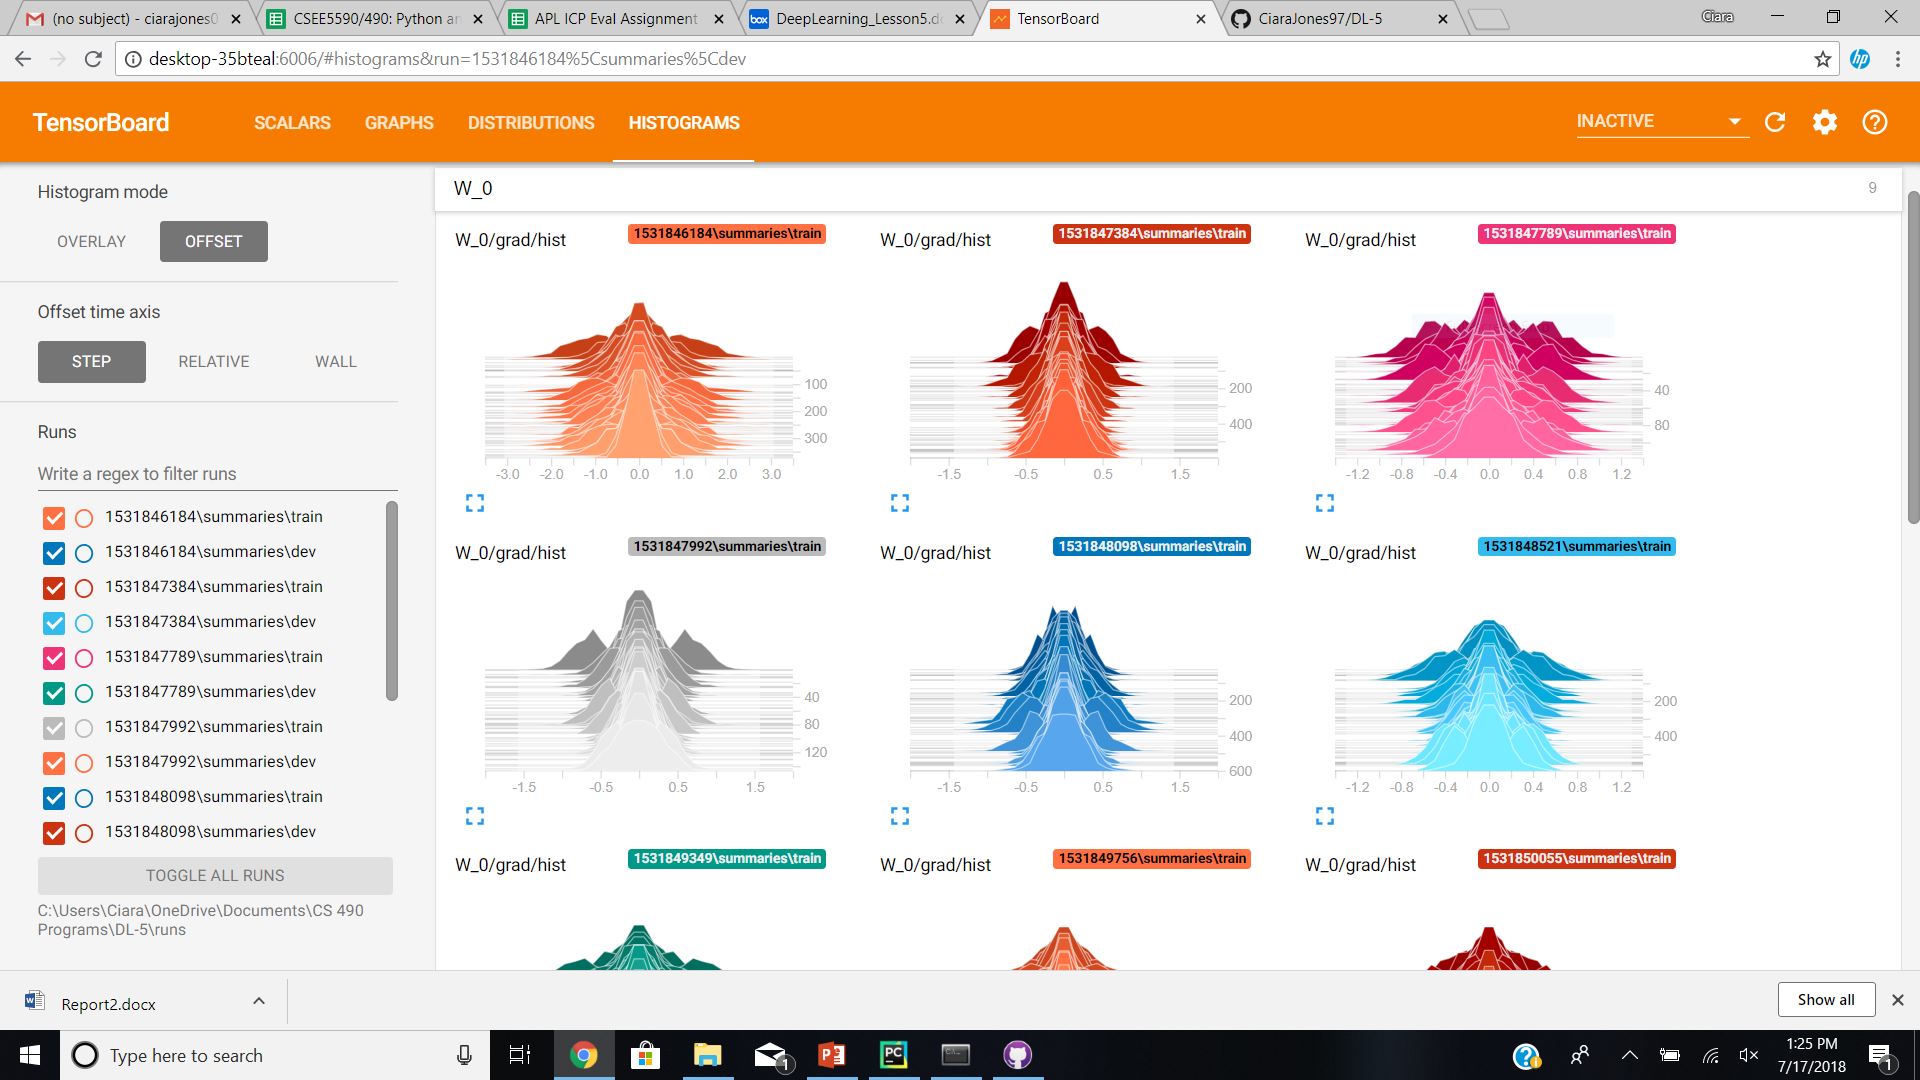 (no subject) - ciarajones0
CSEE5590/490: Python an
APL ICP Eval Assignment
box DeepLearning_Lesson5.do
TensorBoard
CiaraJones97/DL-5
Ciara
desktop-35bteal:6006/#histograms&run=1531846184%5Csummaries%5Cdev
hp
TensorBoard
SCALARS
GRAPHS
DISTRIBUTIONS
HISTOGRAMS
INACTIVE
Histogram mode
OVERLAY
OFFSET
Offset time axis
STEP
RELATIVE
WALL
Runs
Write a regex to filter runs
1531846184\summaries\train
1531846184\summaries\dev
1531847384\summaries\train
1531847384\summaries\dev
1531847789\summaries\train
1531847789\summaries\dev
1531847992\summaries\train
1531847992\summaries\dev
1531848098\summaries\train
1531848098\summaries\dev
TOGGLE ALL RUNS
C:\Users\Ciara\OneDrive\Documents\CS 490
Programs\DL-5\runs
W_0
9
W_0/grad/hist
1531846184\summaries\train
100
200
300
-3.0 -2.0 -1.0 0.0 1.0 2.0 3.0
W_0/grad/hist
1531847384\summaries\train
200
400
-1.5 -0.5 0.5 1.5
W_0/grad/hist
1531847789\summaries\train
40
80
-1.2 -0.8 -0.4 0.0 0.4 0.8 1.2
W_0/grad/hist
1531847992\summaries\train
40
80
120
-1.5 -0.5 0.5 1.5
W_0/grad/hist
1531848098\summaries\train
200
400
600
-1.5 -0.5 0.5 1.5
W_0/grad/hist
1531848521\summaries\train
200
400
-1.2 -0.8 -0.4 0.0 0.4 0.8 1.2
W_0/grad/hist
1531849349\summaries\train
W_0/grad/hist
1531849756\summaries\train
W_0/grad/hist
1531850055\summaries\train
Report2.docx
Show all
Type here to search
1
1:25 PM
7/17/2018
1